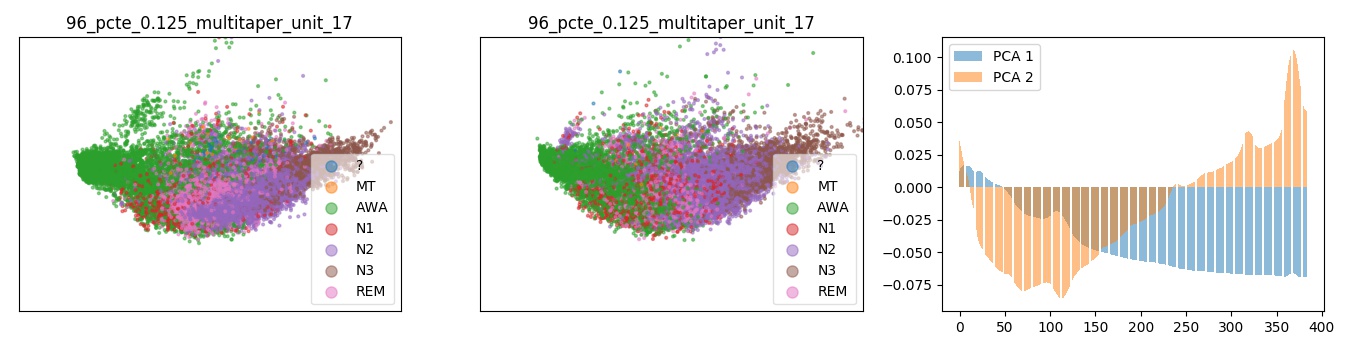 96_pcte_0.125_multitaper_unit_17
?
MT
AWA
N1
N2
N3
REM
96_pcte_0.125_multitaper_unit_17
?
MT
AWA
N1
N2
N3
REM
PCA 1
PCA 2
0.100
0.075
0.050
0.025
0.000
−0.025
−0.050
−0.075
0 50 100 150 200 250 300 350 400